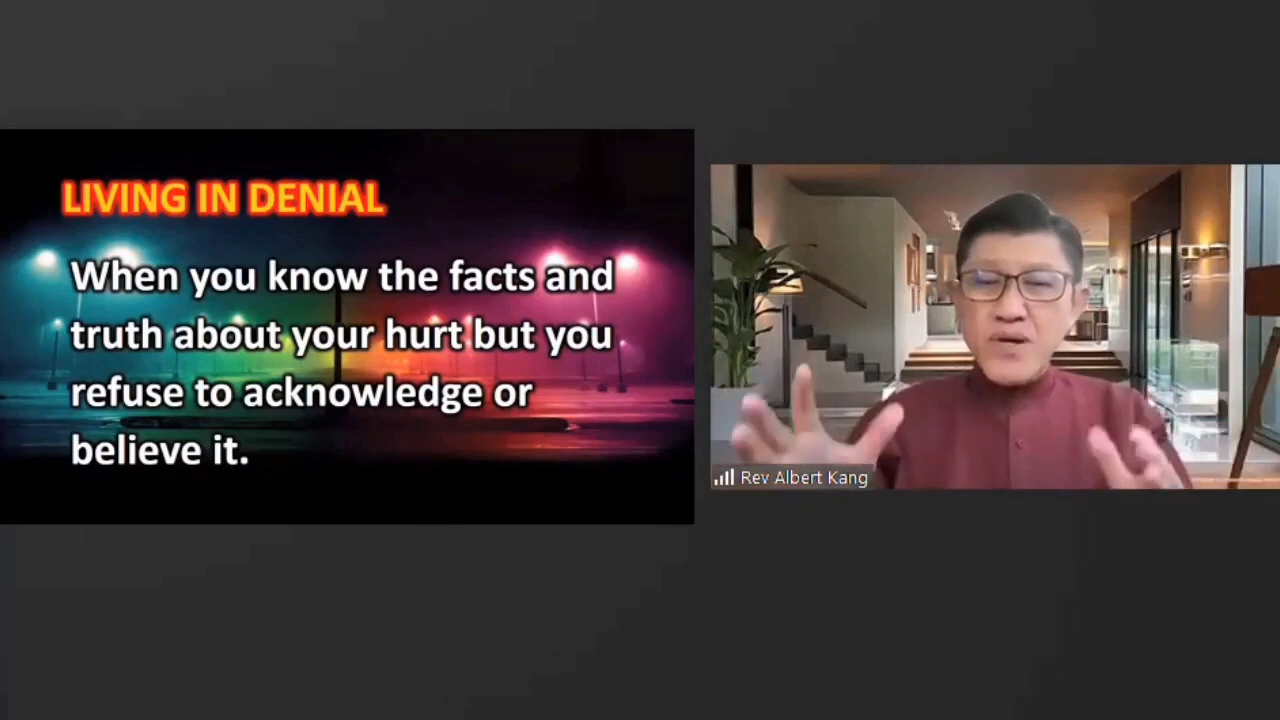 LIVING IN DENIAL
When you know the facts and
truth about your hurt but you
refuse to acknowledge or
believe it.
Rev Albert Kang